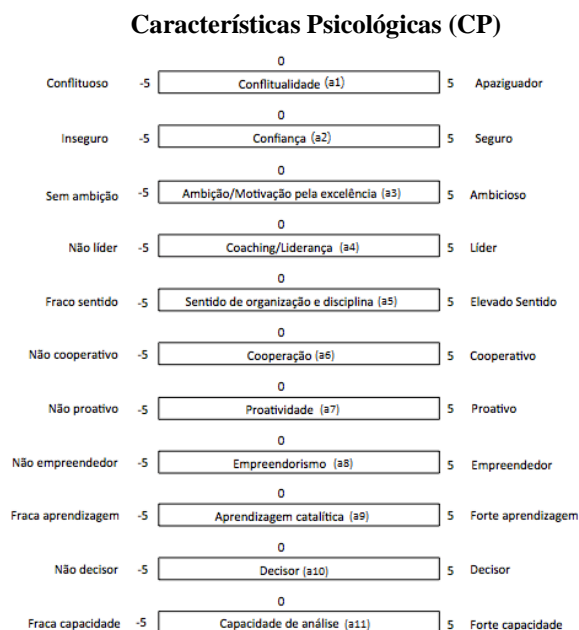 Características Psicológicas (CP)
0
Conflituoso -5 Conflitualidade (a1) 5 Apaziguador
0
Inseguro -5 Confiança (a2) 5 Seguro
0
Sem ambição -5 Ambição/Motivação pela excelência (a3) 5 Ambicioso
0
Não líder -5 Coaching/Liderança (a4) 5 Líder
0
Fraco sentido -5 Sentido de organização e disciplina (a5) 5 Elevado Sentido
0
Não cooperativo -5 Cooperação (a6) 5 Cooperativo
0
Não proativo -5 Proatividade (a7) 5 Proativo
0
Não empreendedor -5 Empreendorismo (a8) 5 Empreendedor
0
Fraca aprendizagem -5 Aprendizagem catalítica (a9) 5 Forte aprendizagem
0
Não decisor -5 Decisor (a10) 5 Decisor
0
Fraca capacidade -5 Capacidade de análise (a11) 5 Forte capacidade